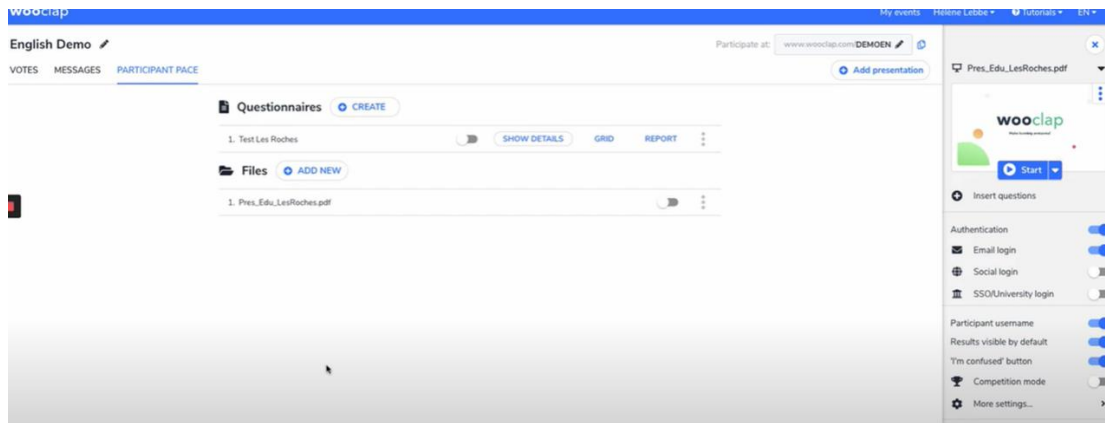 wooclap
My events Hélène Lebbe Tutorials EN
English Demo
Participate at: www.wooclap.com/DEMOEN
VOTES MESSAGES PARTICIPANT PACE
Add presentation
Questionnaires CREATE
1. Test Les Roches SHOW DETAILS GRID REPORT
Files ADD NEW
1. Pres_Edu_LesRoches.pdf
Pres_Edu_LesRoches.pdf
wooclap
Start
Insert questions
Authentication
Email login
Social login
SSO/University login
Participant username
Results visible by default
'I'm confused' button
Competition mode
More settings...